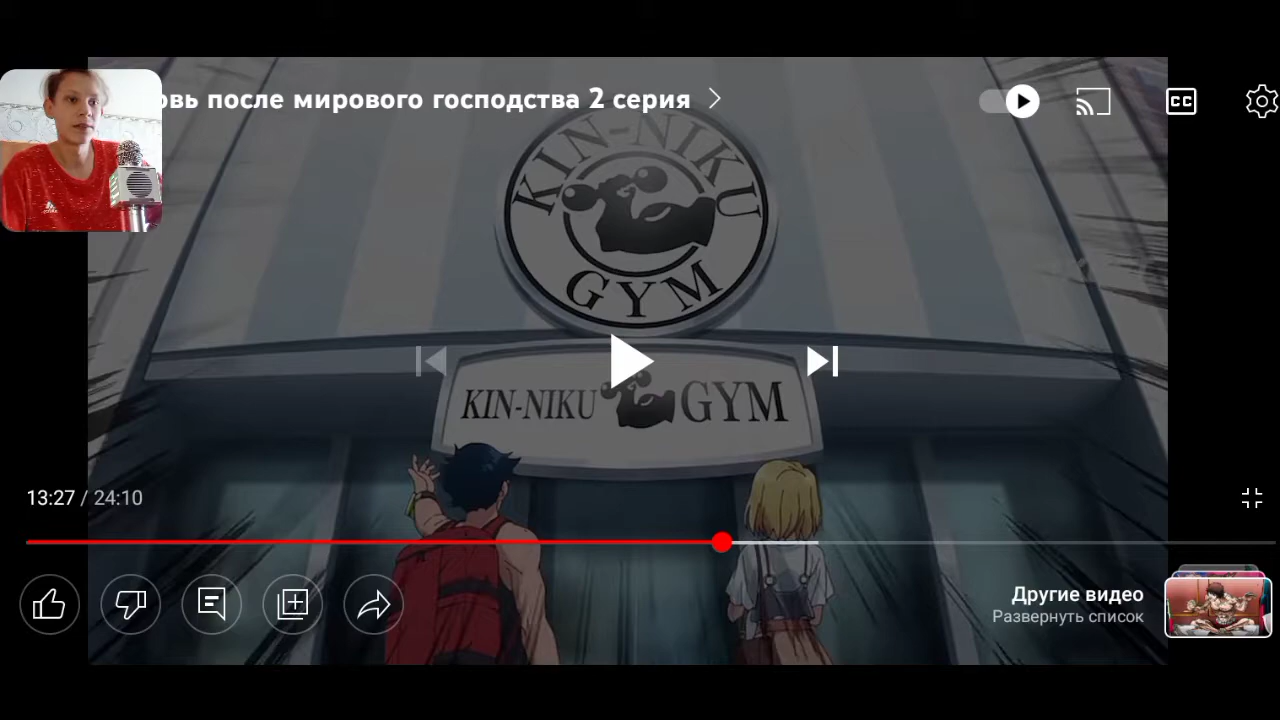 овь после мирового господства 2 серия
CC
KIN-NIKU
GYM
KIN-NIKU GYM
13:27 / 24:10
Другие видео
Развернуть список